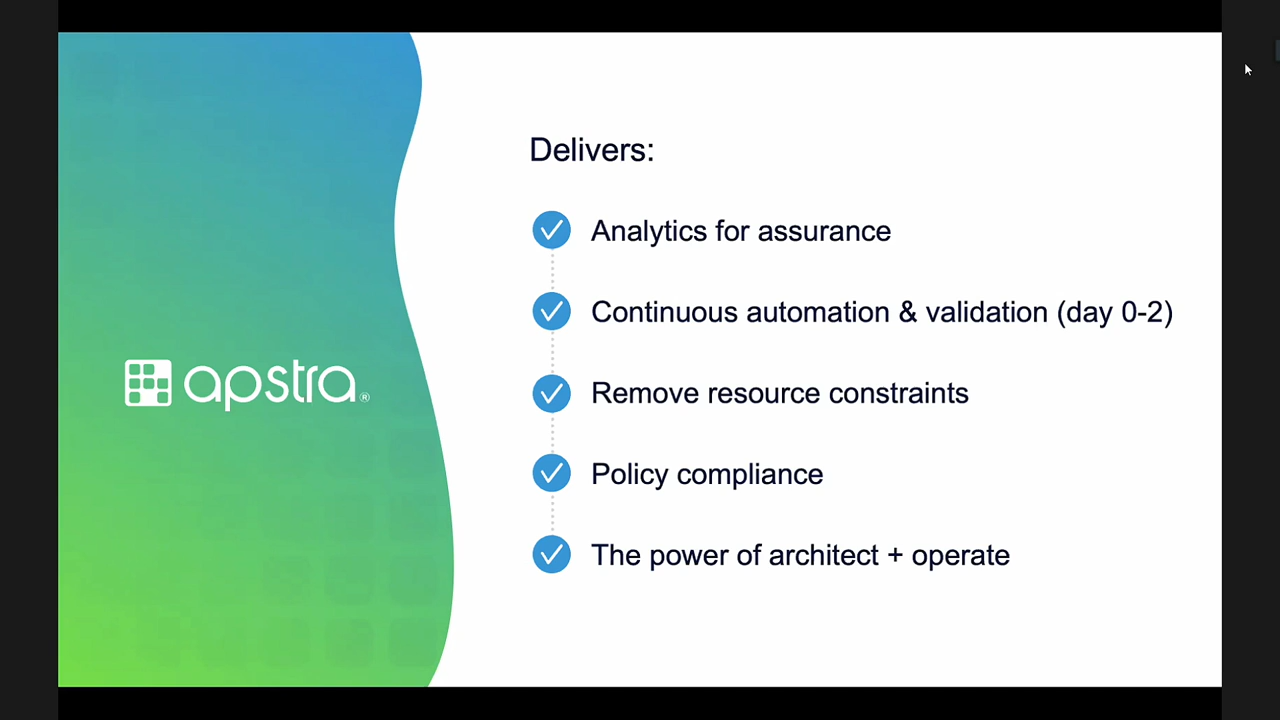 apstra®
Delivers:
Analytics for assurance
Continuous automation & validation (day 0-2)
Remove resource constraints
Policy compliance
The power of architect + operate